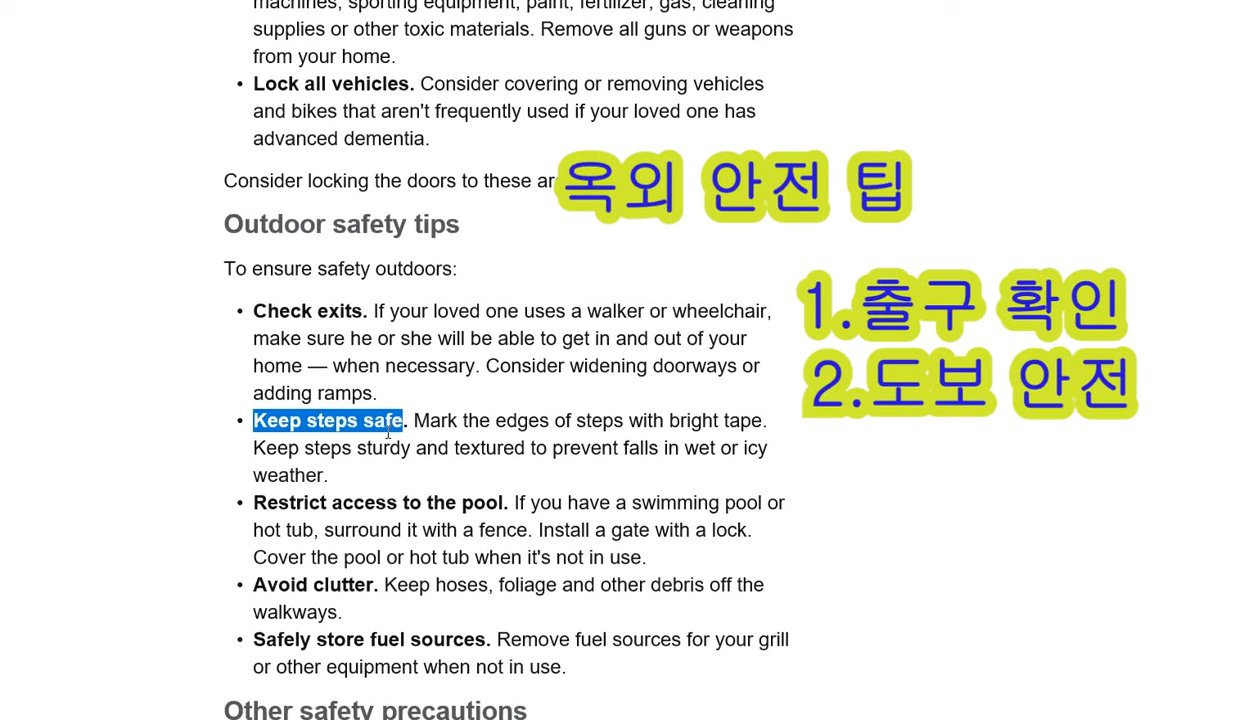 machines, sporting equipment, paint, fertilizer, gas, cleaning
supplies or other toxic materials. Remove all guns or weapons
from your home.
• Lock all vehicles. Consider covering or removing vehicles
and bikes that aren't frequently used if your loved one has
advanced dementia.
Consider locking the doors to these
옥외 안전 팁
Outdoor safety tips
To ensure safety outdoors:
• Check exits. If your loved one uses a walker or wheelchair,
make sure he or she will be able to get in and out of your
home — when necessary. Consider widening doorways or
adding ramps.
1.출구 확인
2.도보 안전
• Keep steps safe. Mark the edges of steps with bright tape.
Keep steps sturdy and textured to prevent falls in wet or icy
weather.
• Restrict access to the pool. If you have a swimming pool or
hot tub, surround it with a fence. Install a gate with a lock.
Cover the pool or hot tub when it's not in use.
• Avoid clutter. Keep hoses, foliage and other debris off the
walkways.
• Safely store fuel sources. Remove fuel sources for your grill
or other equipment when not in use.
Other safety precautions